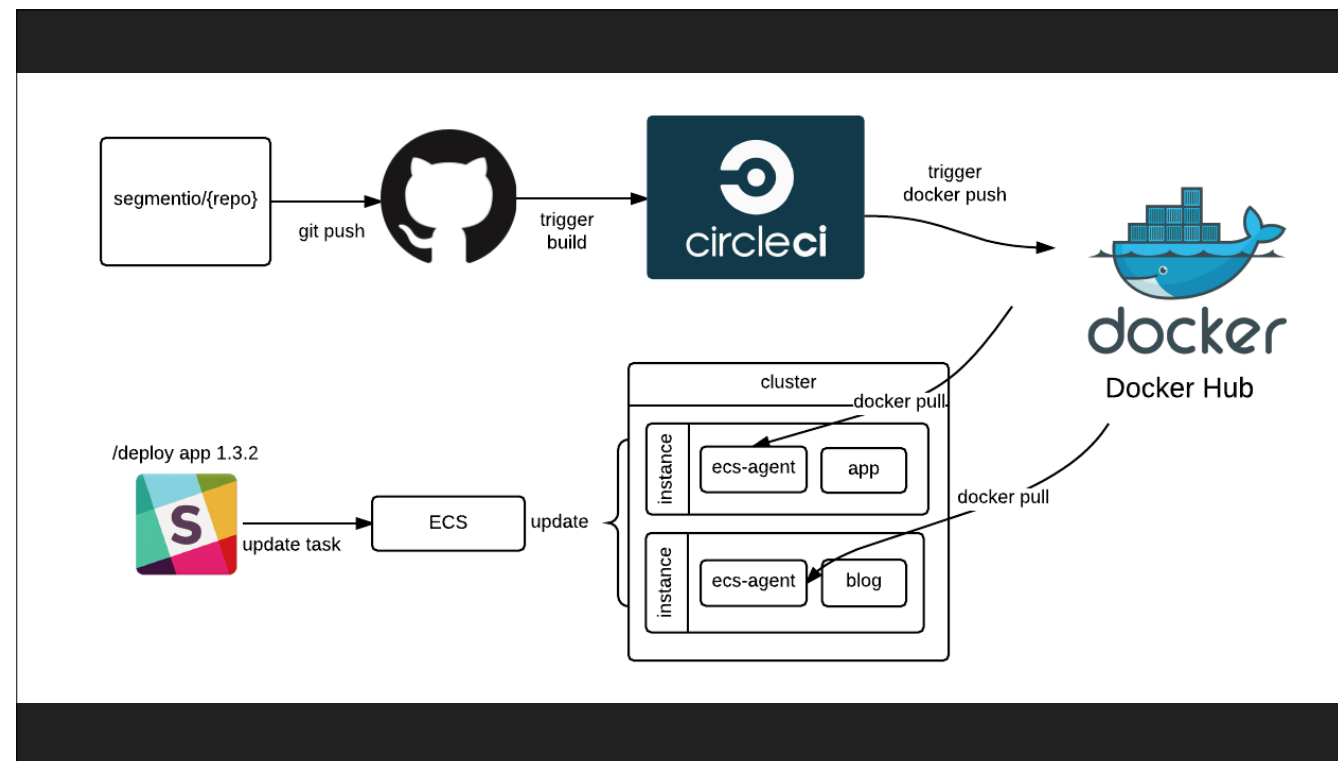 segmentio/{repo}
git push
trigger
build
circleci
trigger
docker push
docker
Docker Hub
cluster
docker pull
instance
ecs-agent
app
/deploy app 1.3.2
S
update task
ECS
update
docker pull
instance
ecs-agent
blog